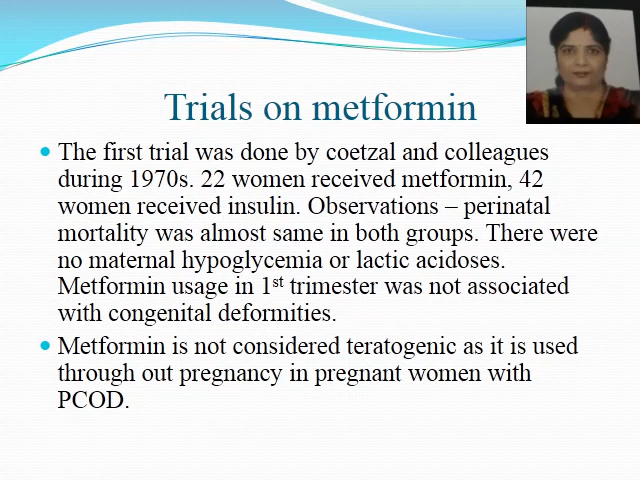 Trials on metformin
• The first trial was done by coetzal and colleagues
during 1970s. 22 women received metformin, 42
women received insulin. Observations – perinatal
mortality was almost same in both groups. There were
no maternal hypoglycemia or lactic acidoses.
Metformin usage in 1st trimester was not associated
with congenital deformities.
• Metformin is not considered teratogenic as it is used
through out pregnancy in pregnant women with
PCOD.